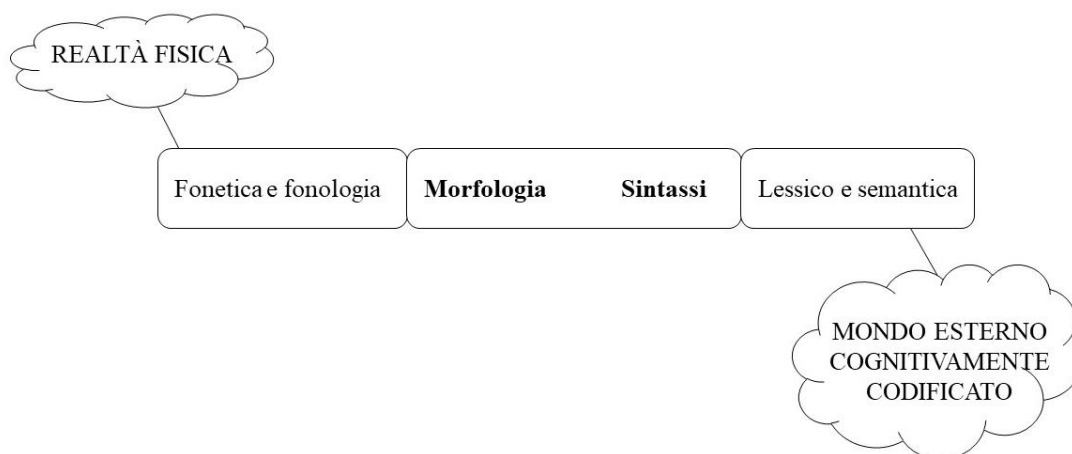 REALTÀ FISICA
Fonetica e fonologia
Morfologia Sintassi
Lessico e semantica
MONDO ESTERNO
COGNITIVAMENTE
CODIFICATO